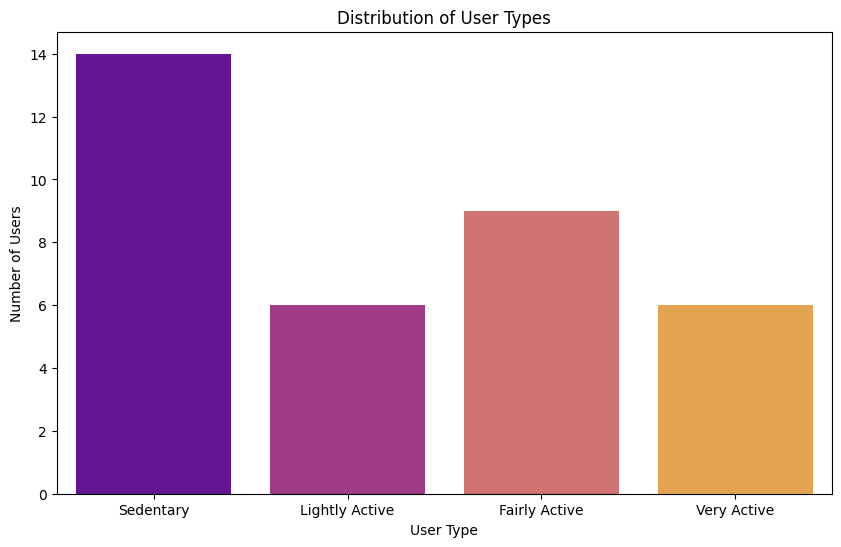 Distribution of User Types
Number of Users
14
12
10
8
6
4
2
0
Sedentary
Lightly Active
Fairly Active
Very Active
User Type